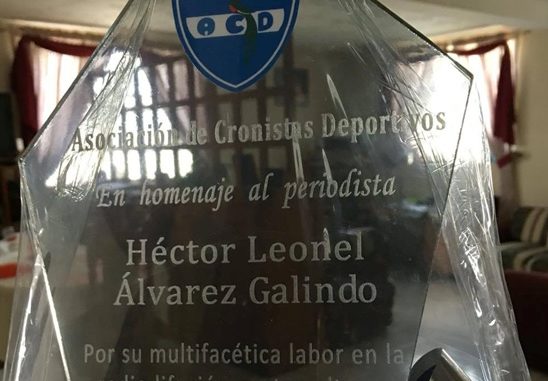 ACD
Asociación de Cronistas Deportivos
En homenaje al periodista
Héctor Leonel
Álvarez Galindo
Por su multifacética labor en la